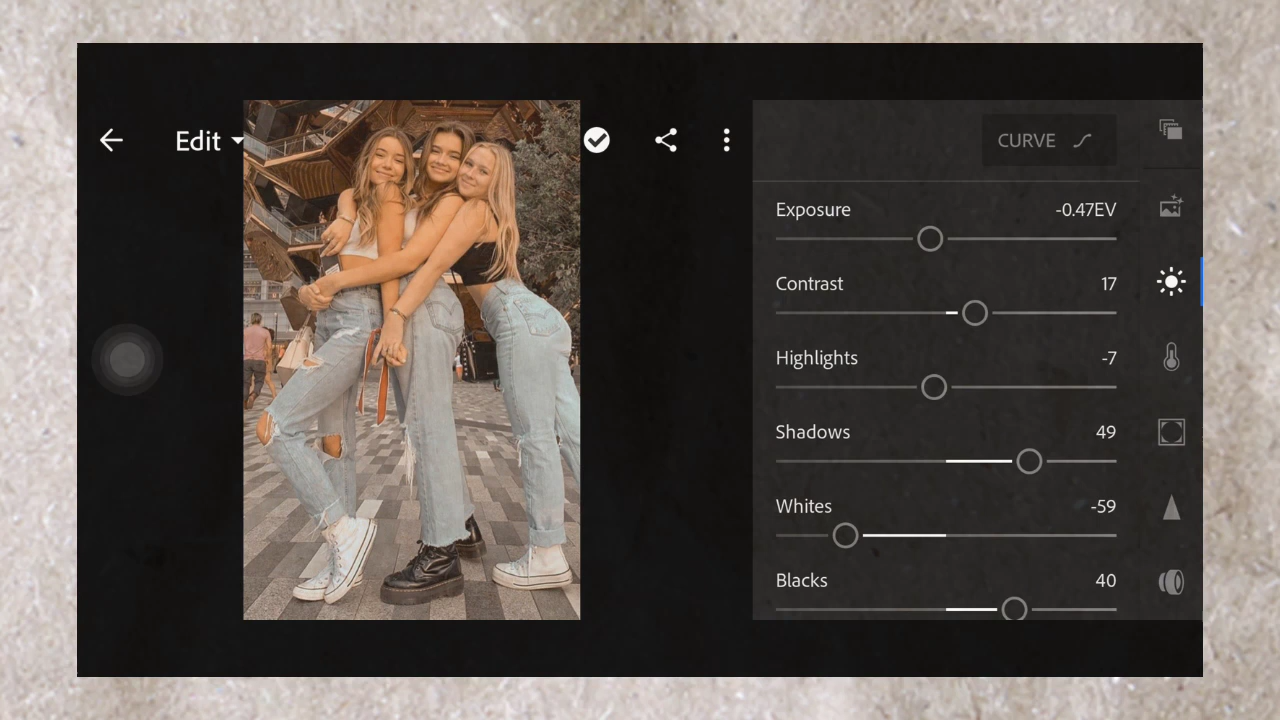 Edit
CURVE
Exposure -0.47EV
Contrast 17
Highlights -7
Shadows 49
Whites -59
Blacks 40